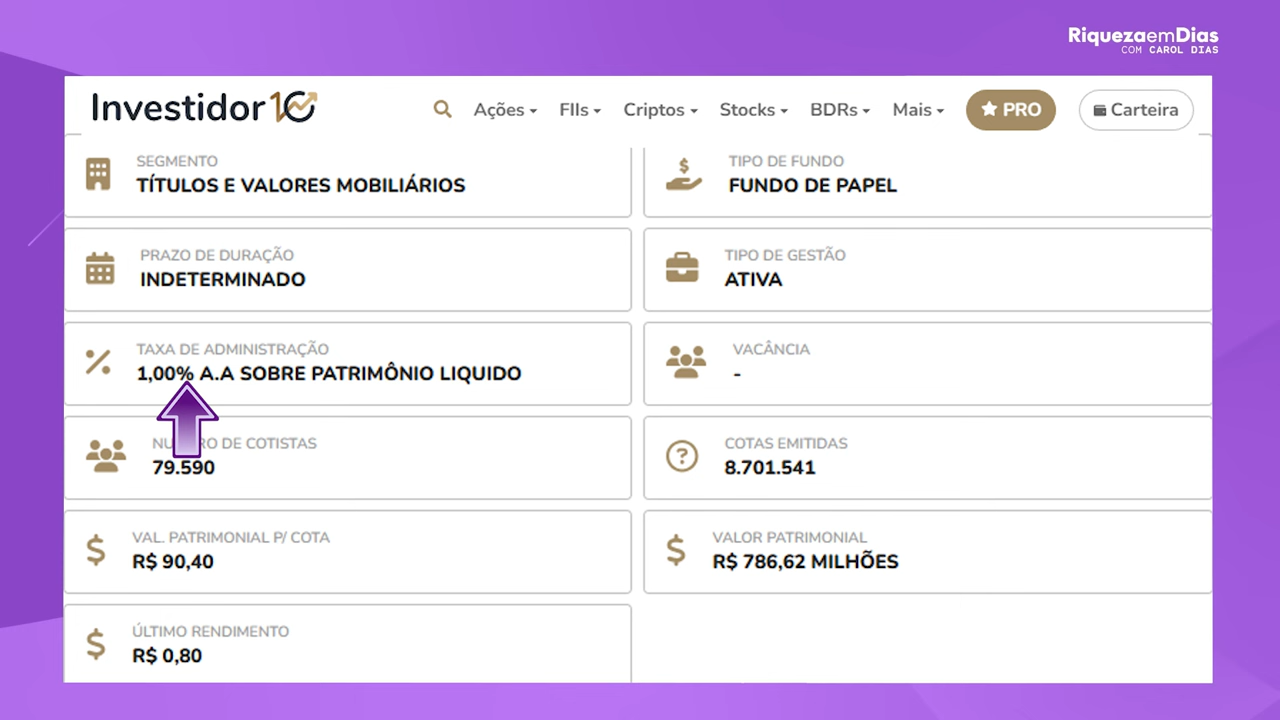 RiquezaemDias
COM CAROL DIAS
Investidor10
Ações
FIIs
Criptos
Stocks
BDRs
Mais
PRO
Carteira
SEGMENTO
TÍTULOS E VALORES MOBILIÁRIOS
TIPO DE FUNDO
FUNDO DE PAPEL
PRAZO DE DURAÇÃO
INDETERMINADO
TIPO DE GESTÃO
ATIVA
TAXA DE ADMINISTRAÇÃO
1,00% A.A SOBRE PATRIMÔNIO LIQUIDO
VACÂNCIA
-
DE COTISTAS
79.590
COTAS EMITIDAS
8.701.541
VAL. PATRIMONIAL P/ COTA
R$ 90,40
VALOR PATRIMONIAL
R$ 786,62 MILHÕES
ÚLTIMO RENDIMENTO
R$ 0,80